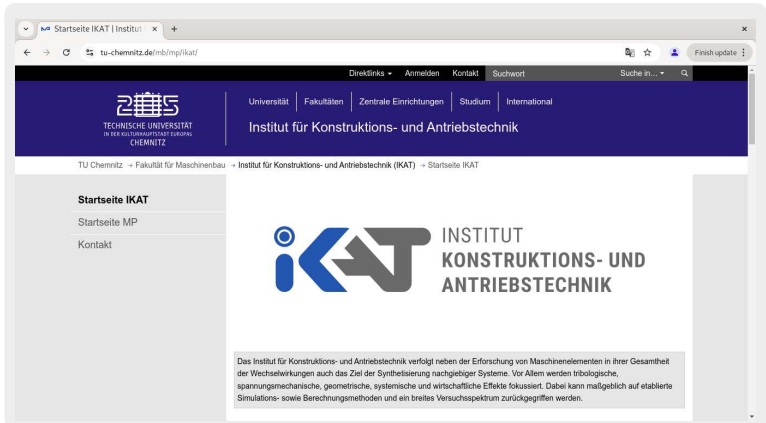 Startseite IKAT | Institut
Finish update
tu-chemnitz.de/mb/mp/ikat/
Direktlinks Anmelden Kontakt Suchwort Suche in...
TECHNISCHE UNIVERSITÄT
IN DER KULTURHAUPTSTADT EUROPAS
CHEMNITZ
Universität Fakultäten Zentrale Einrichtungen Studium International
Institut für Konstruktions- und Antriebstechnik
TU Chemnitz → Fakultät für Maschinenbau → Institut für Konstruktions- und Antriebstechnik (IKAT) → Startseite IKAT
Startseite IKAT
Startseite MP
Kontakt
iKAT
INSTITUT
KONSTRUKTIONS- UND
ANTRIEBSTECHNIK
Das Institut für Konstruktions- und Antriebstechnik verfolgt neben der Erforschung von Maschinenelementen in ihrer Gesamtheit
der Wechselwirkungen auch das Ziel der Synthetisierung nachgiebiger Systeme. Vor Allem werden tribologische,
spannungsmechanische, geometrische, systemische und wirtschaftliche Effekte fokussiert. Dabei kann maßgeblich auf etablierte
Simulations- sowie Berechnungsmethoden und ein breites Versuchsspektrum zurückgegriffen werden.